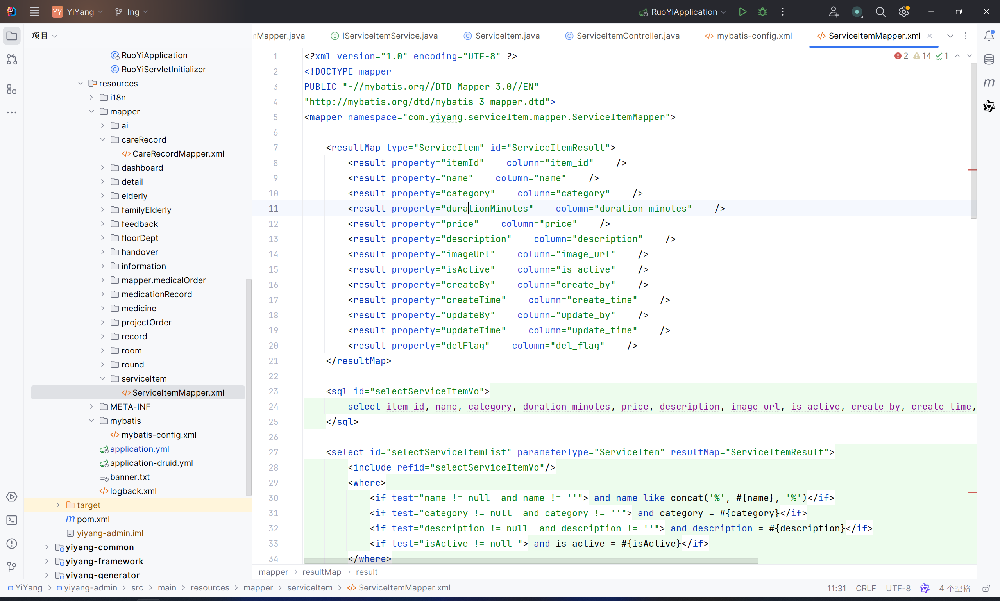 YY YiYang Ing RuoYiApplication
项目
Mapper.java IServiceItemService.java ServiceItem.java ServiceItemController.java mybatis-config.xml ServiceItemMapper.xml
2 14 1
RuoYiApplication
RuoYiServletInitializer
resources
i18n
mapper
ai
careRecord
CareRecordMapper.xml
dashboard
detail
elderly
familyElderly
feedback
floorDept
handover
information
mapper.medicalOrder
medicationRecord
medicine
projectOrder
record
room
round
serviceItem
ServiceItemMapper.xml
META-INF
mybatis
mybatis-config.xml
application.yml
application-druid.yml
banner.txt
logback.xml
target
pom.xml
yiyang-admin.iml
yiyang-common
yiyang-framework
yiyang-generator
1 <?xml version="1.0" encoding="UTF-8" ?>
2 <!DOCTYPE mapper
3 PUBLIC "-//mybatis.org//DTD Mapper 3.0//EN"
4 "http://mybatis.org/dtd/mybatis-3-mapper.dtd">
5 <mapper namespace="com.yiyang.serviceItem.mapper.ServiceItemMapper">
6
7 <resultMap type="ServiceItem" id="ServiceItemResult">
8 <result property="itemId"    column="item_id"    />
9 <result property="name"    column="name"    />
10 <result property="category"    column="category"    />
11 <result property="durationMinutes"    column="duration_minutes"    />
12 <result property="price"    column="price"    />
13 <result property="description"    column="description"    />
14 <result property="imageUrl"    column="image_url"    />
15 <result property="isActive"    column="is_active"    />
16 <result property="createBy"    column="create_by"    />
17 <result property="createTime"    column="create_time"    />
18 <result property="updateBy"    column="update_by"    />
19 <result property="updateTime"    column="update_time"    />
20 <result property="delFlag"    column="del_flag"    />
21 </resultMap>
22
23 <sql id="selectServiceItemVo">
24 select item_id, name, category, duration_minutes, price, description, image_url, is_active, create_by, create_time,
25 </sql>
26
27 <select id="selectServiceItemList" parameterType="ServiceItem" resultMap="ServiceItemResult">
28 <include refid="selectServiceItemVo"/>
29 <where>
30 <if test="name != null  and name != ''"> and name like concat('%', #{name}, '%')</if>
31 <if test="category != null  and category != ''"> and category = #{category}</if>
32 <if test="description != null  and description != ''"> and description = #{description}</if>
33 <if test="isActive != null "> and is_active = #{isActive}</if>
34 </where>
mapper > resultMap > result
YiYang > yiyang-admin > src > main > resources > mapper > serviceItem > ServiceItemMapper.xml 11:31 CRLF UTF-8 4 个空格